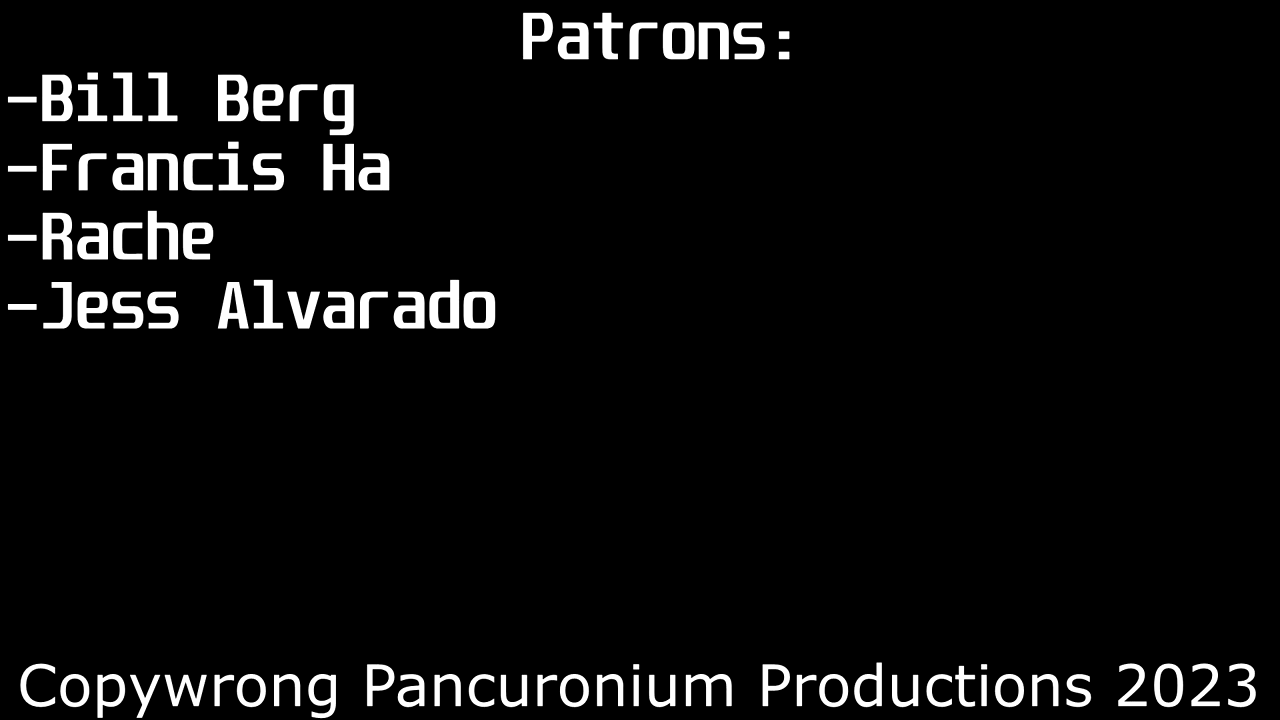 Patrons:
-Bill Berg
-Francis Ha
-Rache
-Jess Alvarado
Copywrong Pancuronium Productions 2023